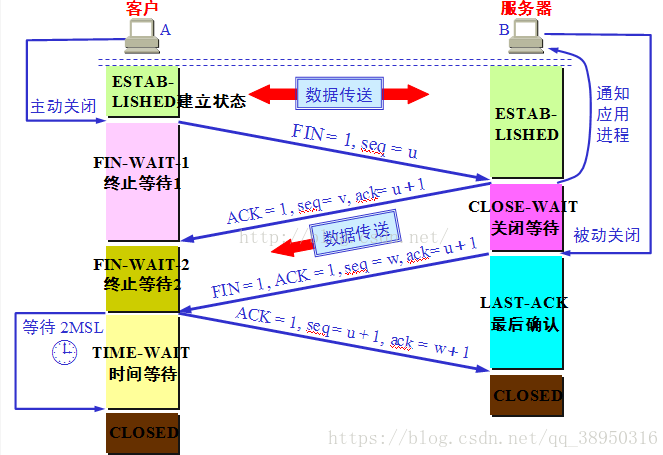 客户
服务器
A
B
ESTAB-
LISHED建立状态
数据传送
主动关闭
通知
应用
进程
ESTAB-
LISHED
FIN = 1, seq = u
FIN-WAIT-1
终止等待1
ACK = 1, seq= v, ack= u + 1
CLOSE-WAIT
关闭等待
数据传送
被动关闭
FIN-WAIT-2
终止等待2
FIN= 1, ACK = 1, seq = w, ack= u + 1
LAST-ACK
最后确认
等待 2MSL
ACK = 1, seq= u + 1, ack = w + 1
TIME-WAIT
时间等待
CLOSED
CLOSED
https://blog.csdn.net/qq_38950316